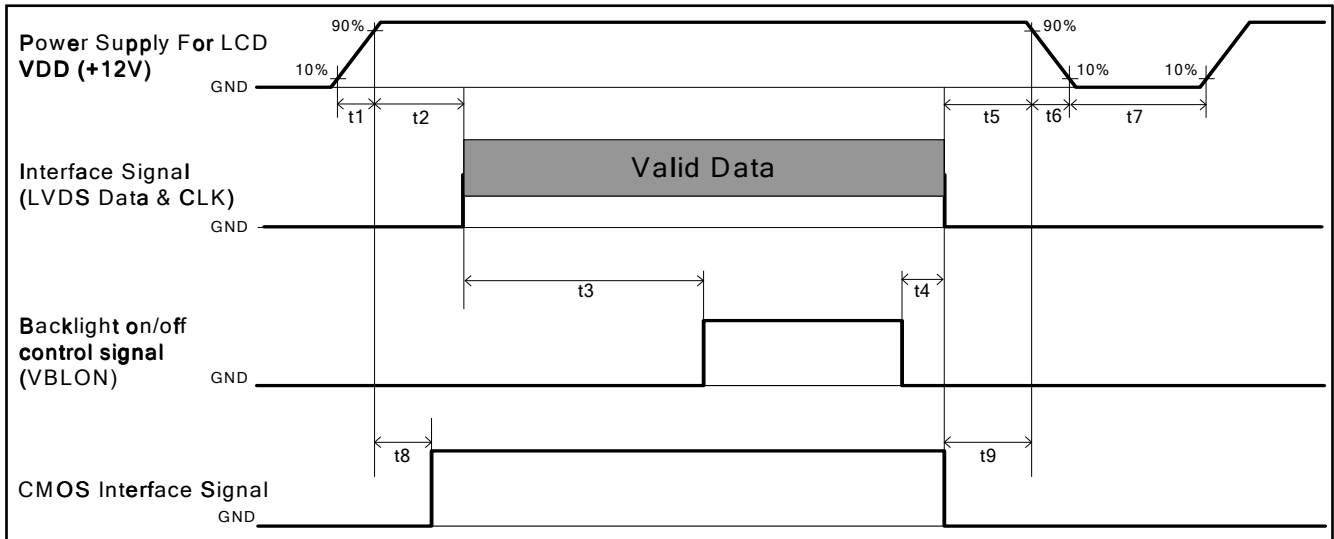 90%
90%
Power Supply For LCD
VDD (+12V)
10%
10%
10%
GND
t1
t2
t5
t6
t7
Valid Data
Interface Signal
(LVDS Data & CLK)
GND
t3
t4
Backlight on/off
control signal
(VBLON)
GND
t8
t9
CMOS Interface Signal
GND